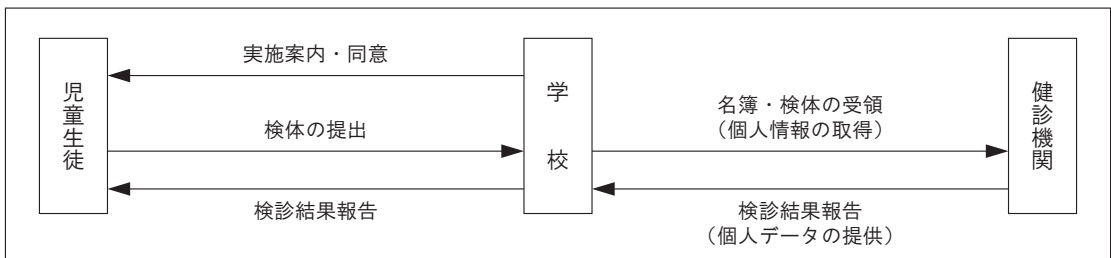 児童生徒
実施案内・同意
検体の提出
検診結果報告
学校
名簿・検体の受領
（個人情報の取得）
検診結果報告
（個人データの提供）
健診機関